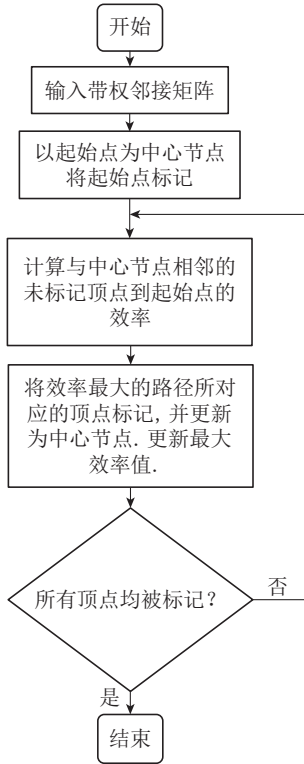 开始
输入带权邻接矩阵
以起始点为中心节点
将起始点标记
计算与中心节点相邻的
未标记顶点到起始点的
效率
将效率最大的路径所对
应的顶点标记, 并更新
为中心节点. 更新最大
效率值.
所有顶点均被标记?
否
是
结束